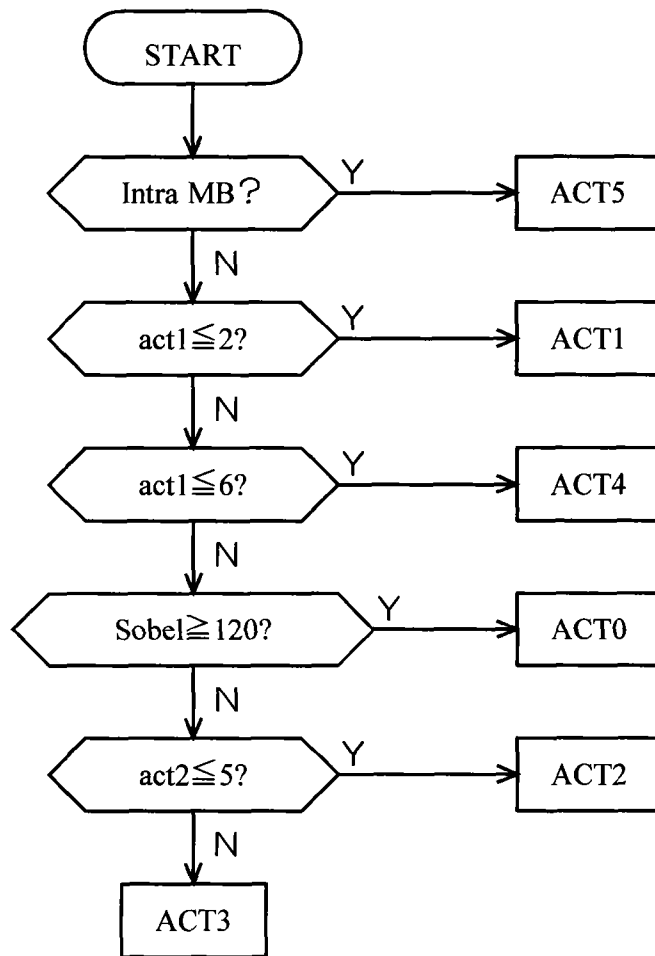 START
Intra MB?
Y
ACT5
N
act1≦2?
Y
ACT1
N
act1≦6?
Y
ACT4
N
Sobel≧120?
Y
ACT0
N
act2≦5?
Y
ACT2
N
ACT3